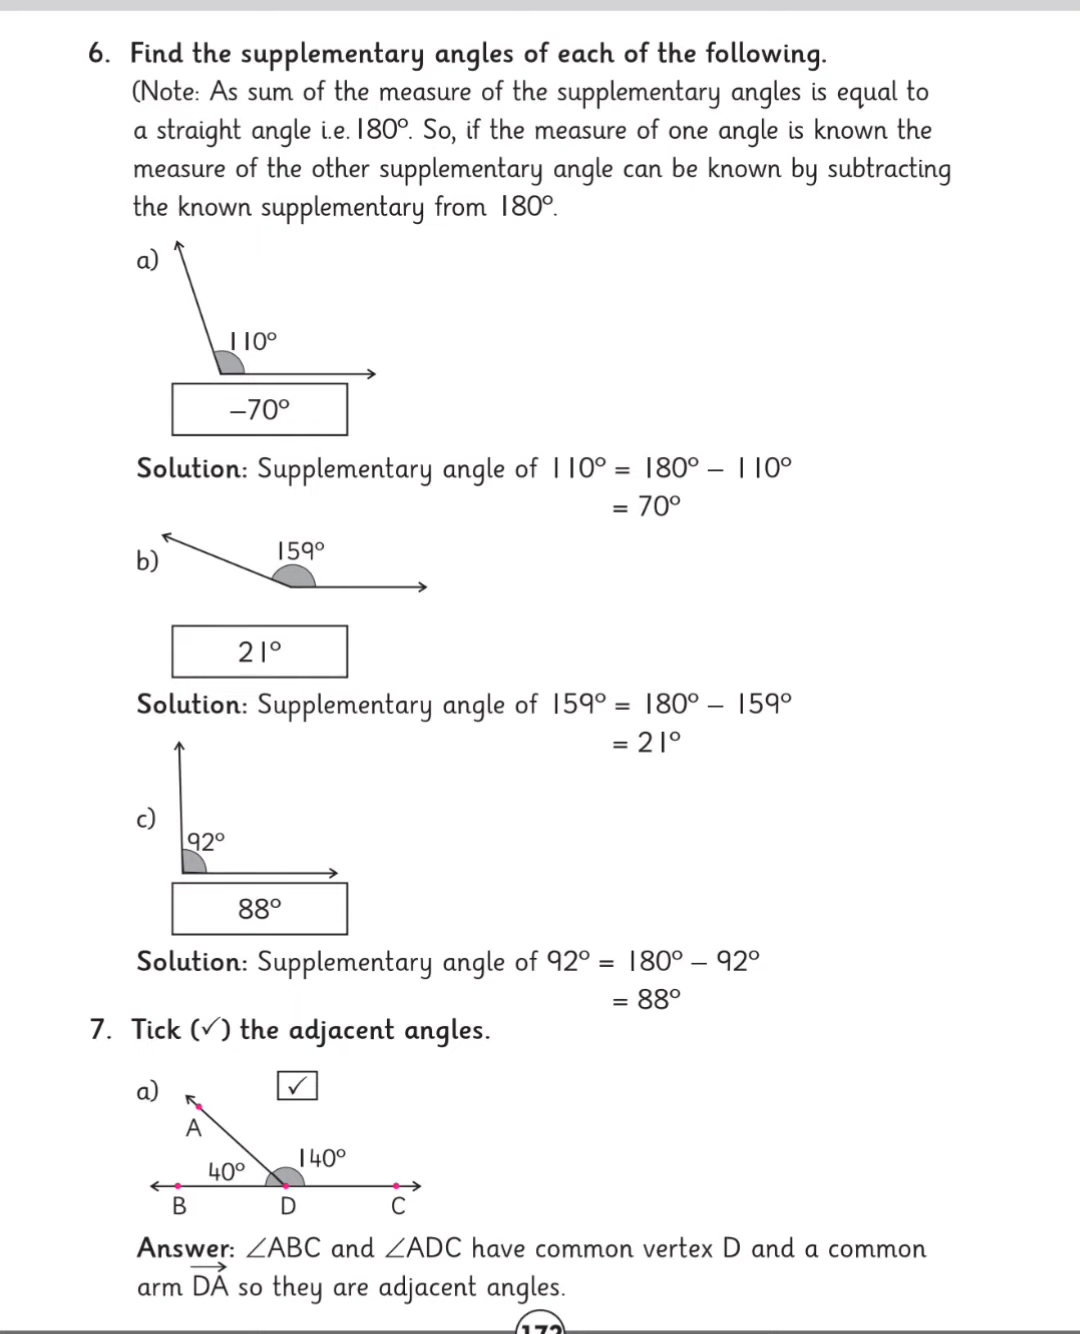 6. Find the supplementary angles of each of the following.
(Note: As sum of the measure of the supplementary angles is equal to
a straight angle i.e. 180°. So, if the measure of one angle is known the
measure of the other supplementary angle can be known by subtracting
the known supplementary from 180°.
a)
110°
–70°
Solution: Supplementary angle of 110° = 180° – 110°
= 70°
b)
159°
21°
Solution: Supplementary angle of 159° = 180° – 159°
= 21°
c)
92°
88°
Solution: Supplementary angle of 92° = 180° – 92°
= 88°
7. Tick (✓) the adjacent angles.
a) ✓
A
40° 140°
B D C
Answer: ∠ABC and ∠ADC have common vertex D and a common
arm D⃗A⃗ so they are adjacent angles.
172